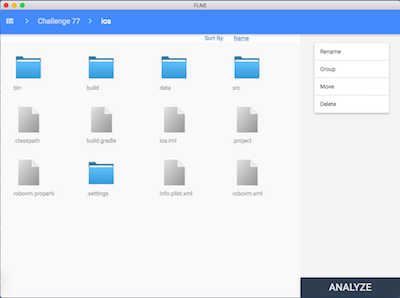 FLNE
Challenge 77 ios
Sort By: Name
bin build data src
.classpath build.gradle ios.iml .project
robovm.properti .settings Info.plist.xml robovm.xml
Rename
Group
Move
Delete
ANALYZE